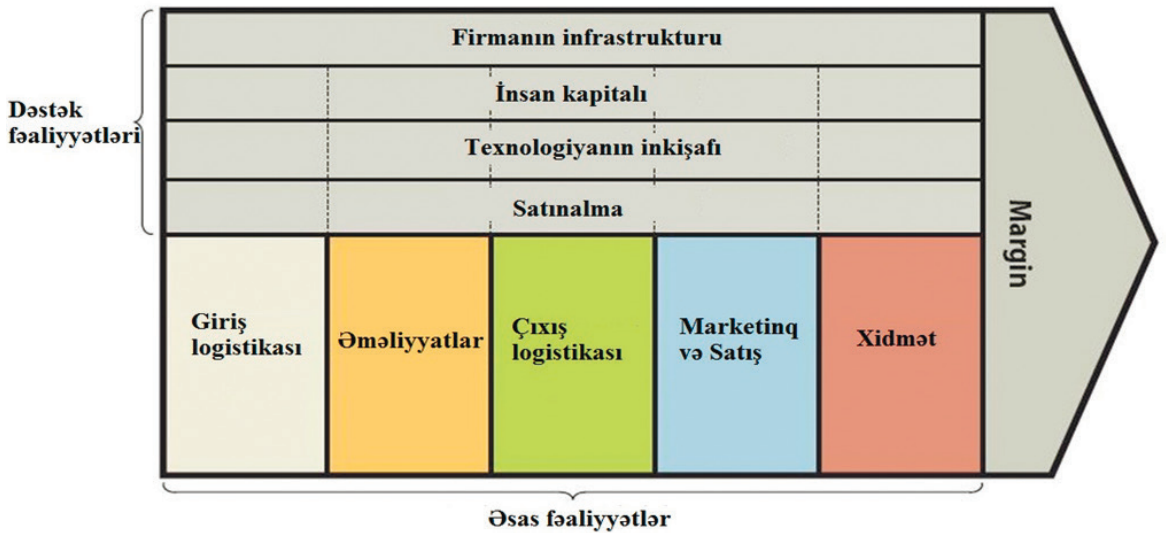 Firmanın infrastrukturu
İnsan kapitalı
Texnologiyanın inkişafı
Satınalma
Dəstək
fəaliyyətləri
Giriş
logistikası
Əməliyyatlar
Çıxış
logistikası
Marketinq
və Satış
Xidmət
Margin
Əsas fəaliyyətlər